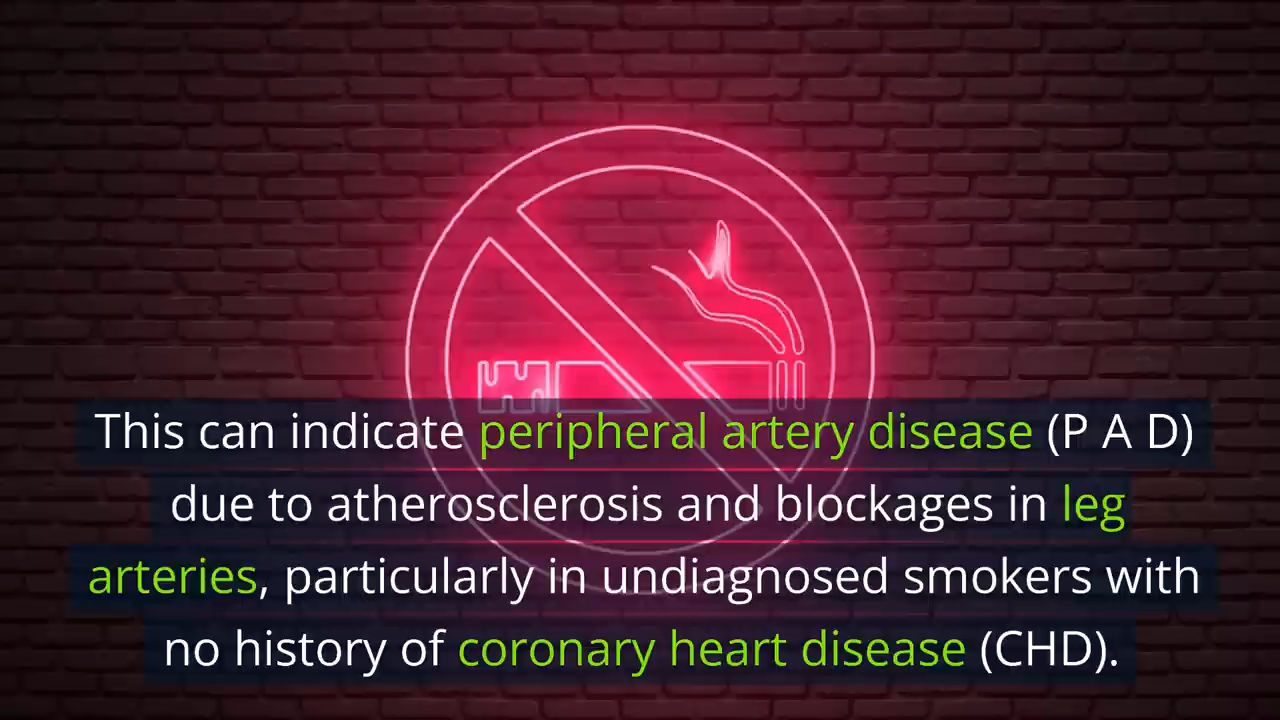 This can indicate peripheral artery disease (P A D)
due to atherosclerosis and blockages in leg
arteries, particularly in undiagnosed smokers with
no history of coronary heart disease (CHD).